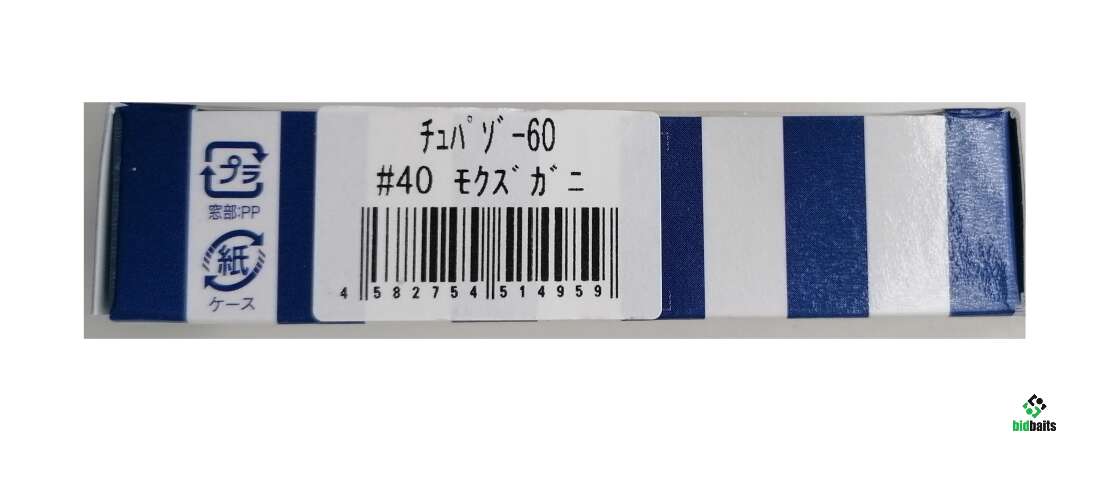 プラ
窓部:PP
紙
ケース
ﾁｭﾊﾟｿﾞｰ60
#40 ﾓｸｽﾞｶﾞﾆ
4 582754 514959
bidbaits